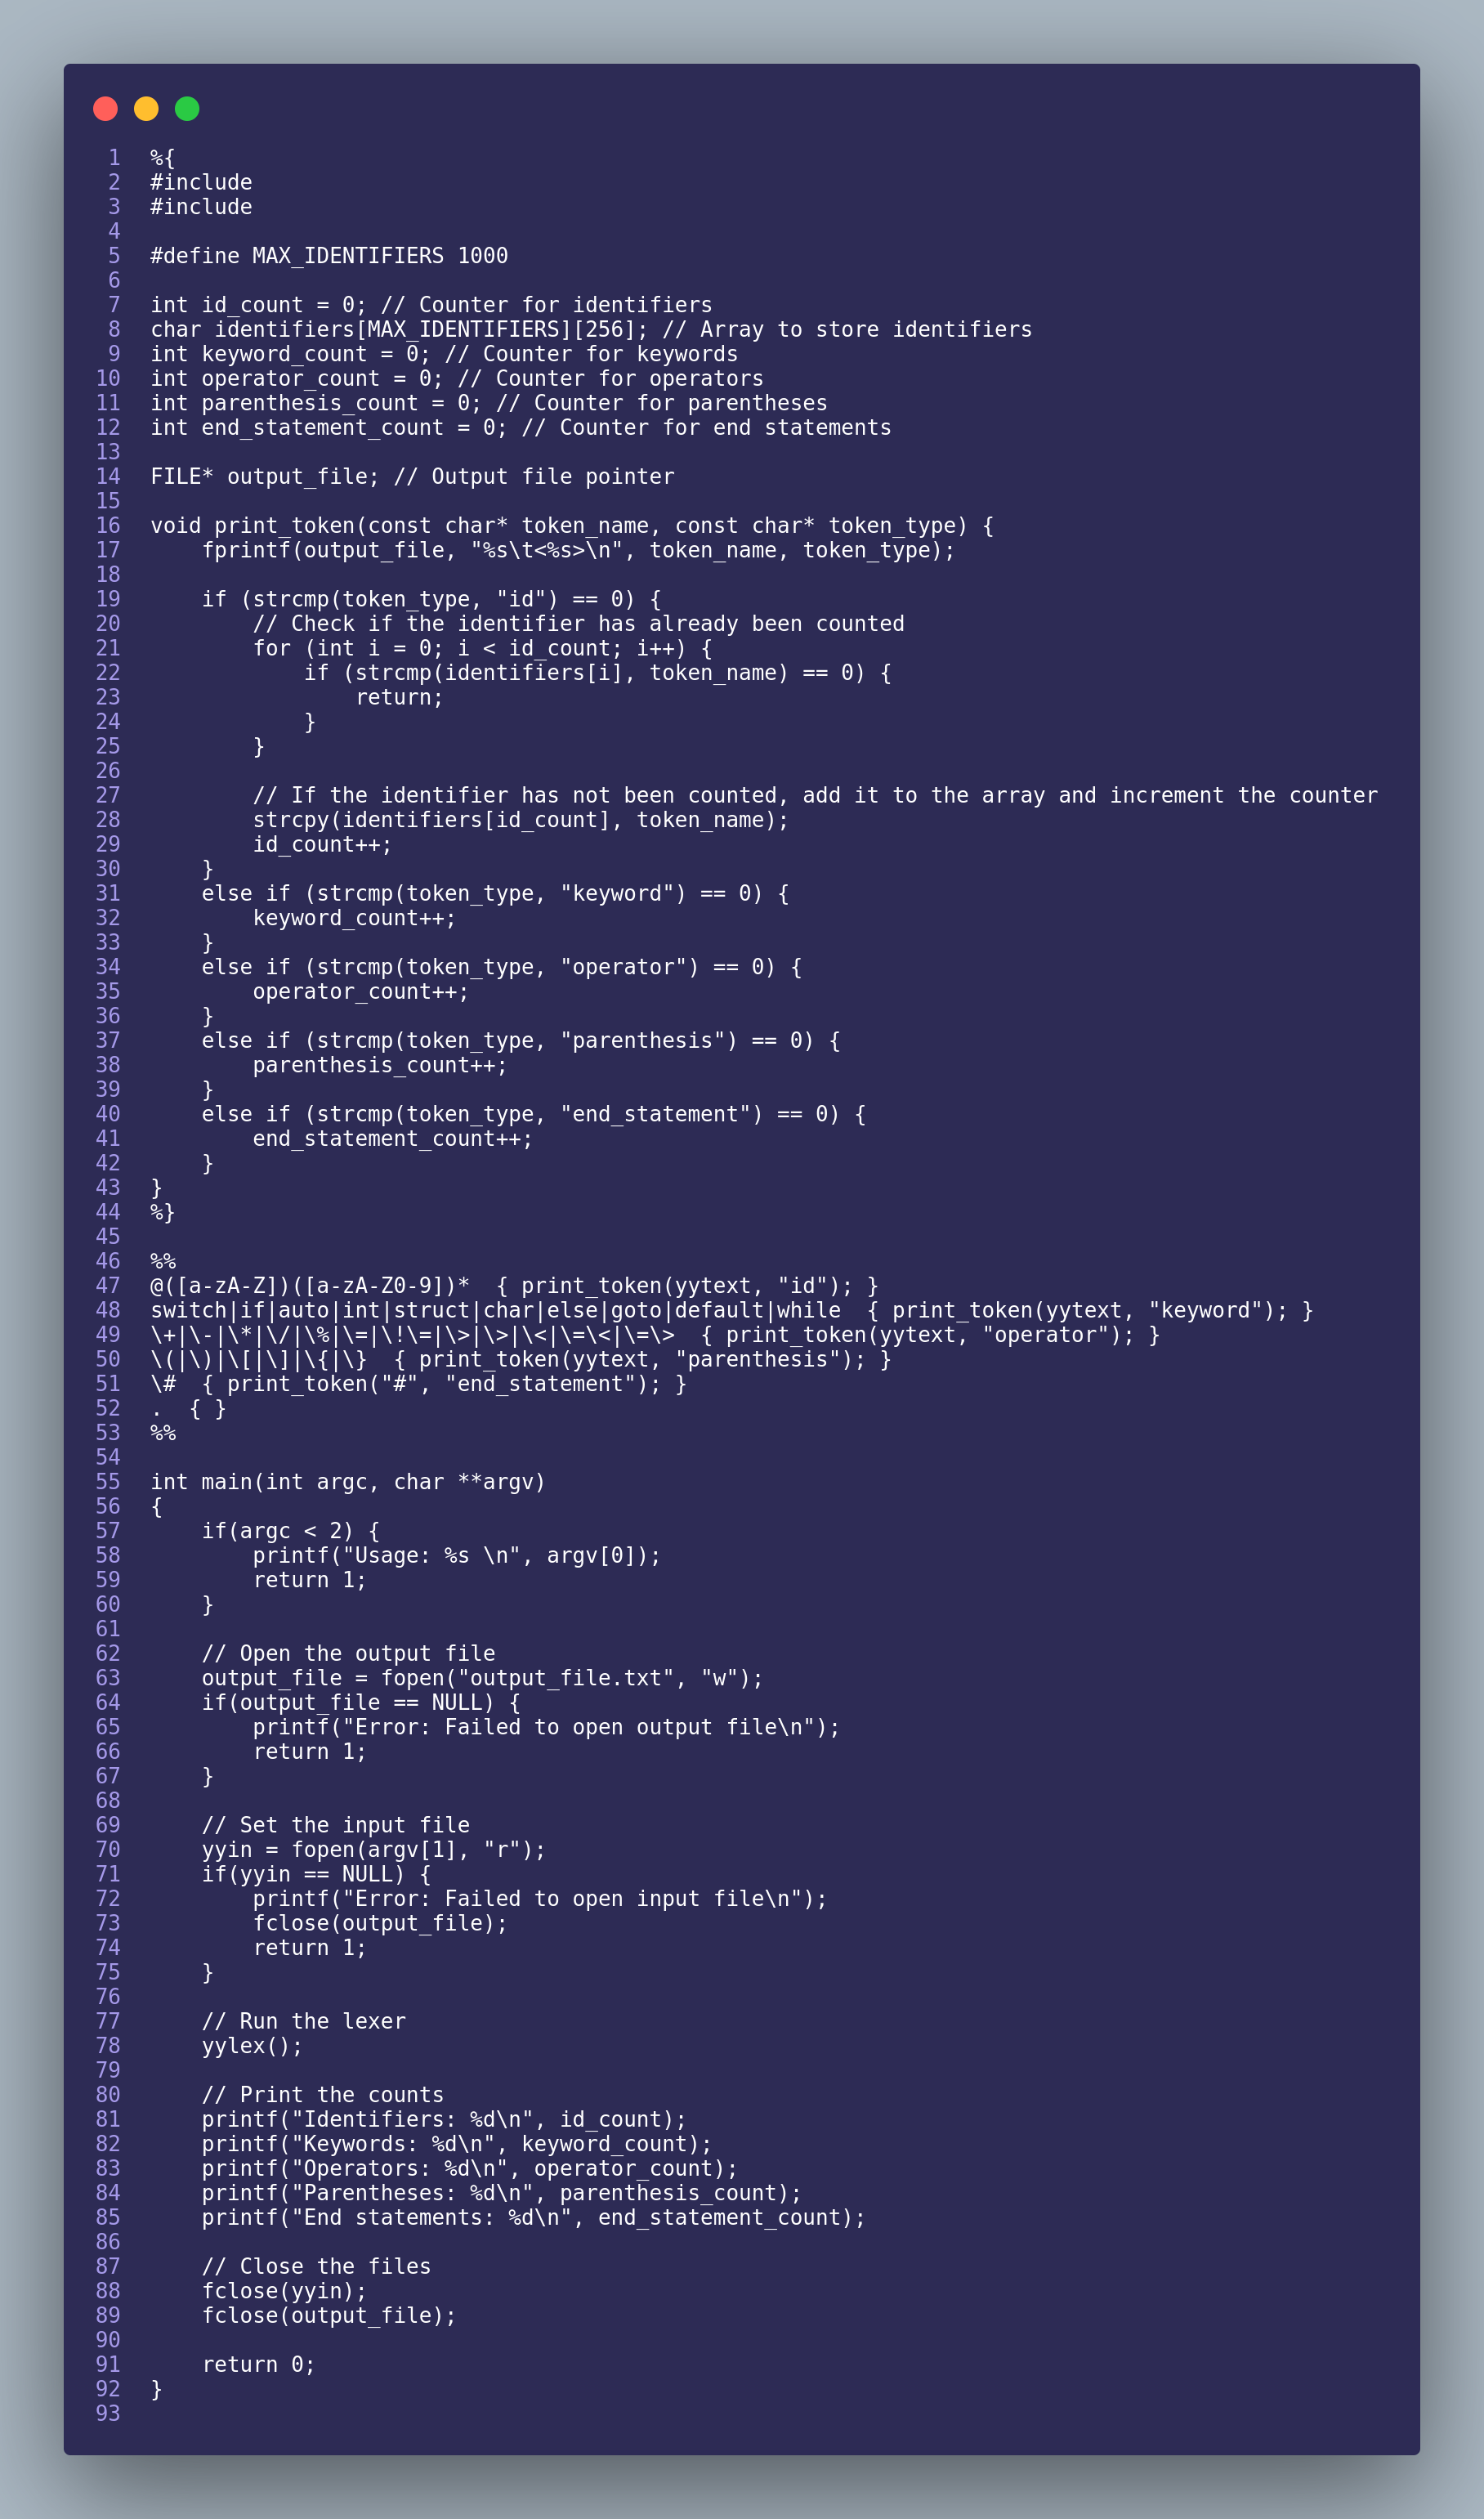 1 %{
2 #include
3 #include
4
5 #define MAX_IDENTIFIERS 1000
6
7 int id_count = 0; // Counter for identifiers
8 char identifiers[MAX_IDENTIFIERS][256]; // Array to store identifiers
9 int keyword_count = 0; // Counter for keywords
10 int operator_count = 0; // Counter for operators
11 int parenthesis_count = 0; // Counter for parentheses
12 int end_statement_count = 0; // Counter for end statements
13
14 FILE* output_file; // Output file pointer
15
16 void print_token(const char* token_name, const char* token_type) {
17     fprintf(output_file, "%s\t<%s>\n", token_name, token_type);
18
19     if (strcmp(token_type, "id") == 0) {
20         // Check if the identifier has already been counted
21         for (int i = 0; i < id_count; i++) {
22             if (strcmp(identifiers[i], token_name) == 0) {
23                 return;
24             }
25         }
26
27         // If the identifier has not been counted, add it to the array and increment the counter
28         strcpy(identifiers[id_count], token_name);
29         id_count++;
30     }
31     else if (strcmp(token_type, "keyword") == 0) {
32         keyword_count++;
33     }
34     else if (strcmp(token_type, "operator") == 0) {
35         operator_count++;
36     }
37     else if (strcmp(token_type, "parenthesis") == 0) {
38         parenthesis_count++;
39     }
40     else if (strcmp(token_type, "end_statement") == 0) {
41         end_statement_count++;
42     }
43 }
44 %}
45
46 %%
47 @([a-zA-Z])([a-zA-Z0-9])*  { print_token(yytext, "id"); }
48 switch|if|auto|int|struct|char|else|goto|default|while  { print_token(yytext, "keyword"); }
49 \+|\-|\*|\/|\%|\=|\!\=|\>|\>|\<|\=\<|\=\>  { print_token(yytext, "operator"); }
50 \(|\)|\[|\]|\{|\}  { print_token(yytext, "parenthesis"); }
51 \#  { print_token("#", "end_statement"); }
52 .  { }
53 %%
54
55 int main(int argc, char **argv)
56 {
57     if(argc < 2) {
58         printf("Usage: %s \n", argv[0]);
59         return 1;
60     }
61
62     // Open the output file
63     output_file = fopen("output_file.txt", "w");
64     if(output_file == NULL) {
65         printf("Error: Failed to open output file\n");
66         return 1;
67     }
68
69     // Set the input file
70     yyin = fopen(argv[1], "r");
71     if(yyin == NULL) {
72         printf("Error: Failed to open input file\n");
73         fclose(output_file);
74         return 1;
75     }
76
77     // Run the lexer
78     yylex();
79
80     // Print the counts
81     printf("Identifiers: %d\n", id_count);
82     printf("Keywords: %d\n", keyword_count);
83     printf("Operators: %d\n", operator_count);
84     printf("Parentheses: %d\n", parenthesis_count);
85     printf("End statements: %d\n", end_statement_count);
86
87     // Close the files
88     fclose(yyin);
89     fclose(output_file);
90
91     return 0;
92 }
93